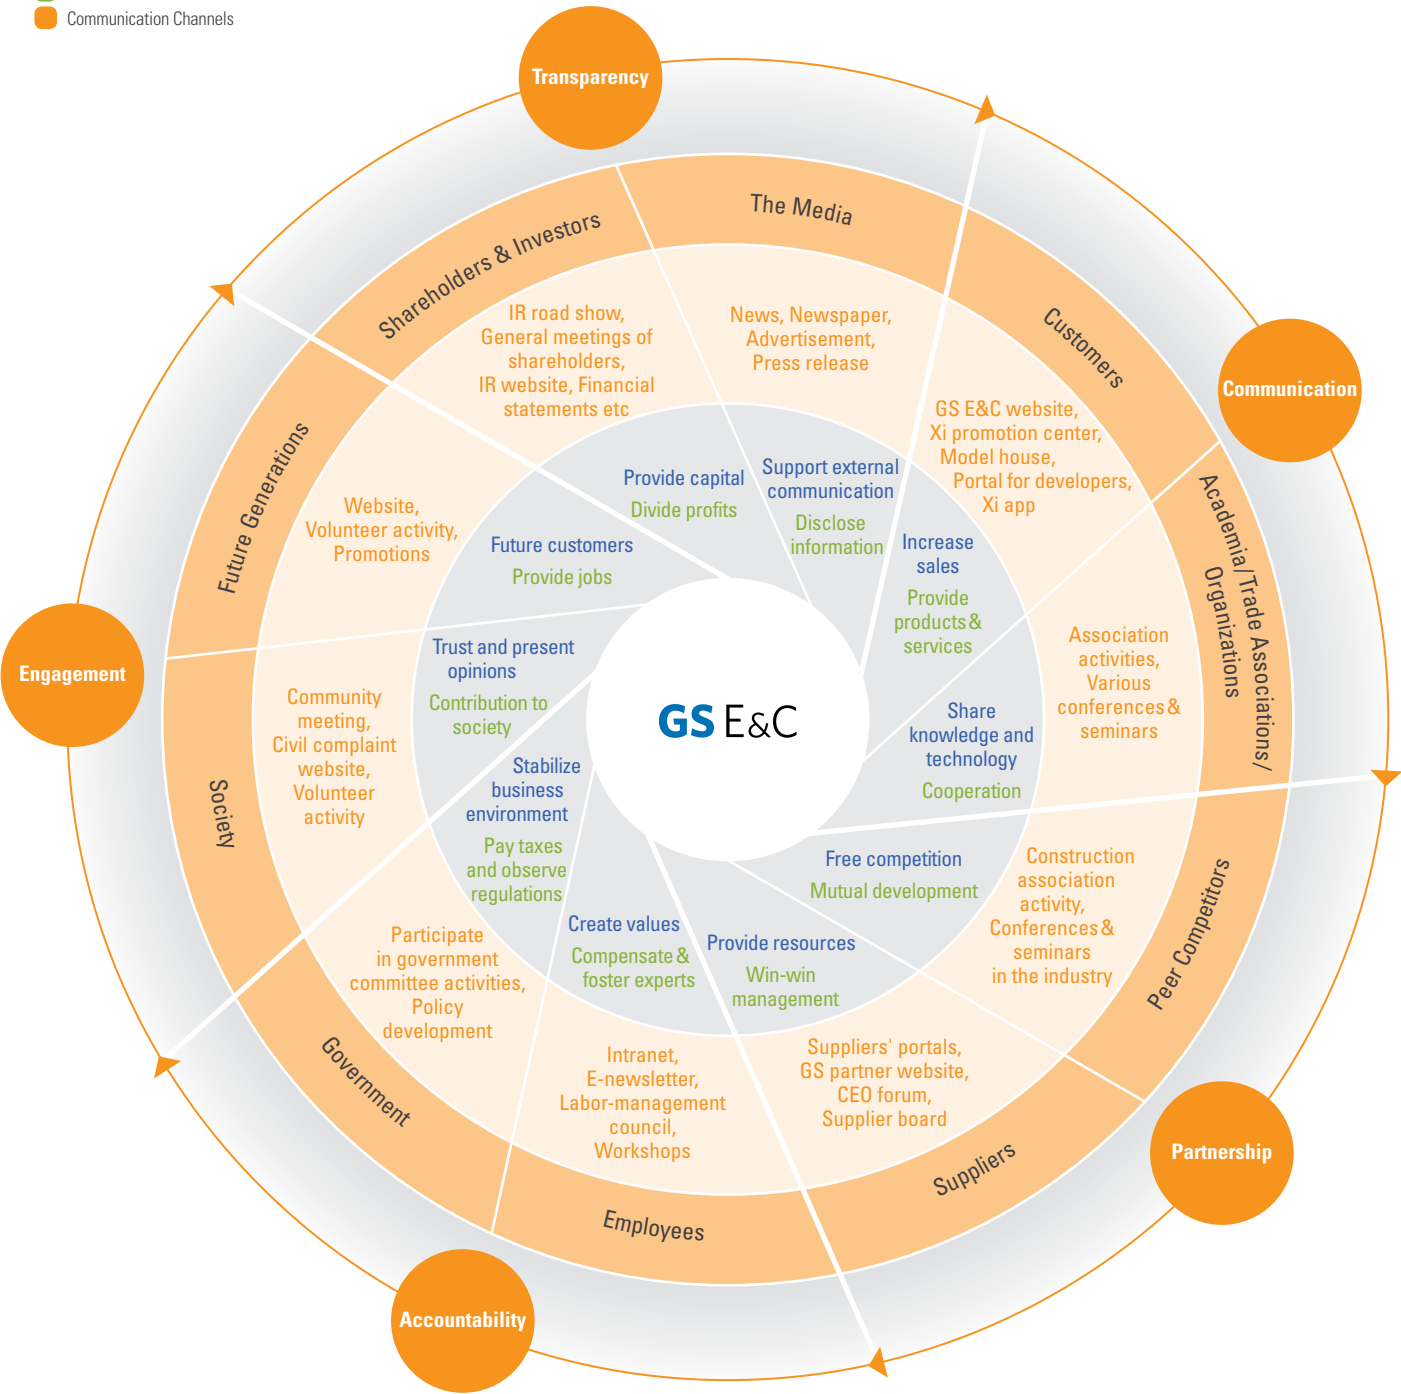 Communication Channels
Transparency
Communication
Partnership
Accountability
Engagement
The Media
News, Newspaper,
Advertisement,
Press release
Support external
communication
Disclose
information
Customers
GS E&C website,
Xi promotion center,
Model house,
Portal for developers,
Xi app
Increase
sales
Provide
products &
services
Academia/Trade Associations/
Organizations
Association
activities,
Various
conferences &
seminars
Share
knowledge and
technology
Cooperation
Peer Competitors
Construction
association
activity,
Conferences &
seminars
in the industry
Free competition
Mutual development
Suppliers
Suppliers' portals,
GS partner website,
CEO forum,
Supplier board
Provide resources
Win-win
management
Employees
Intranet,
E-newsletter,
Labor-management
council,
Workshops
Create values
Compensate &
foster experts
Government
Participate
in government
committee activities,
Policy
development
Stabilize
business
environment
Pay taxes
and observe
regulations
Society
Community
meeting,
Civil complaint
website,
Volunteer
activity
Trust and present
opinions
Contribution to
society
Future Generations
Website,
Volunteer activity,
Promotions
Future customers
Provide jobs
Shareholders & Investors
IR road show,
General meetings of
shareholders,
IR website, Financial
statements etc
Provide capital
Divide profits
GS E&C